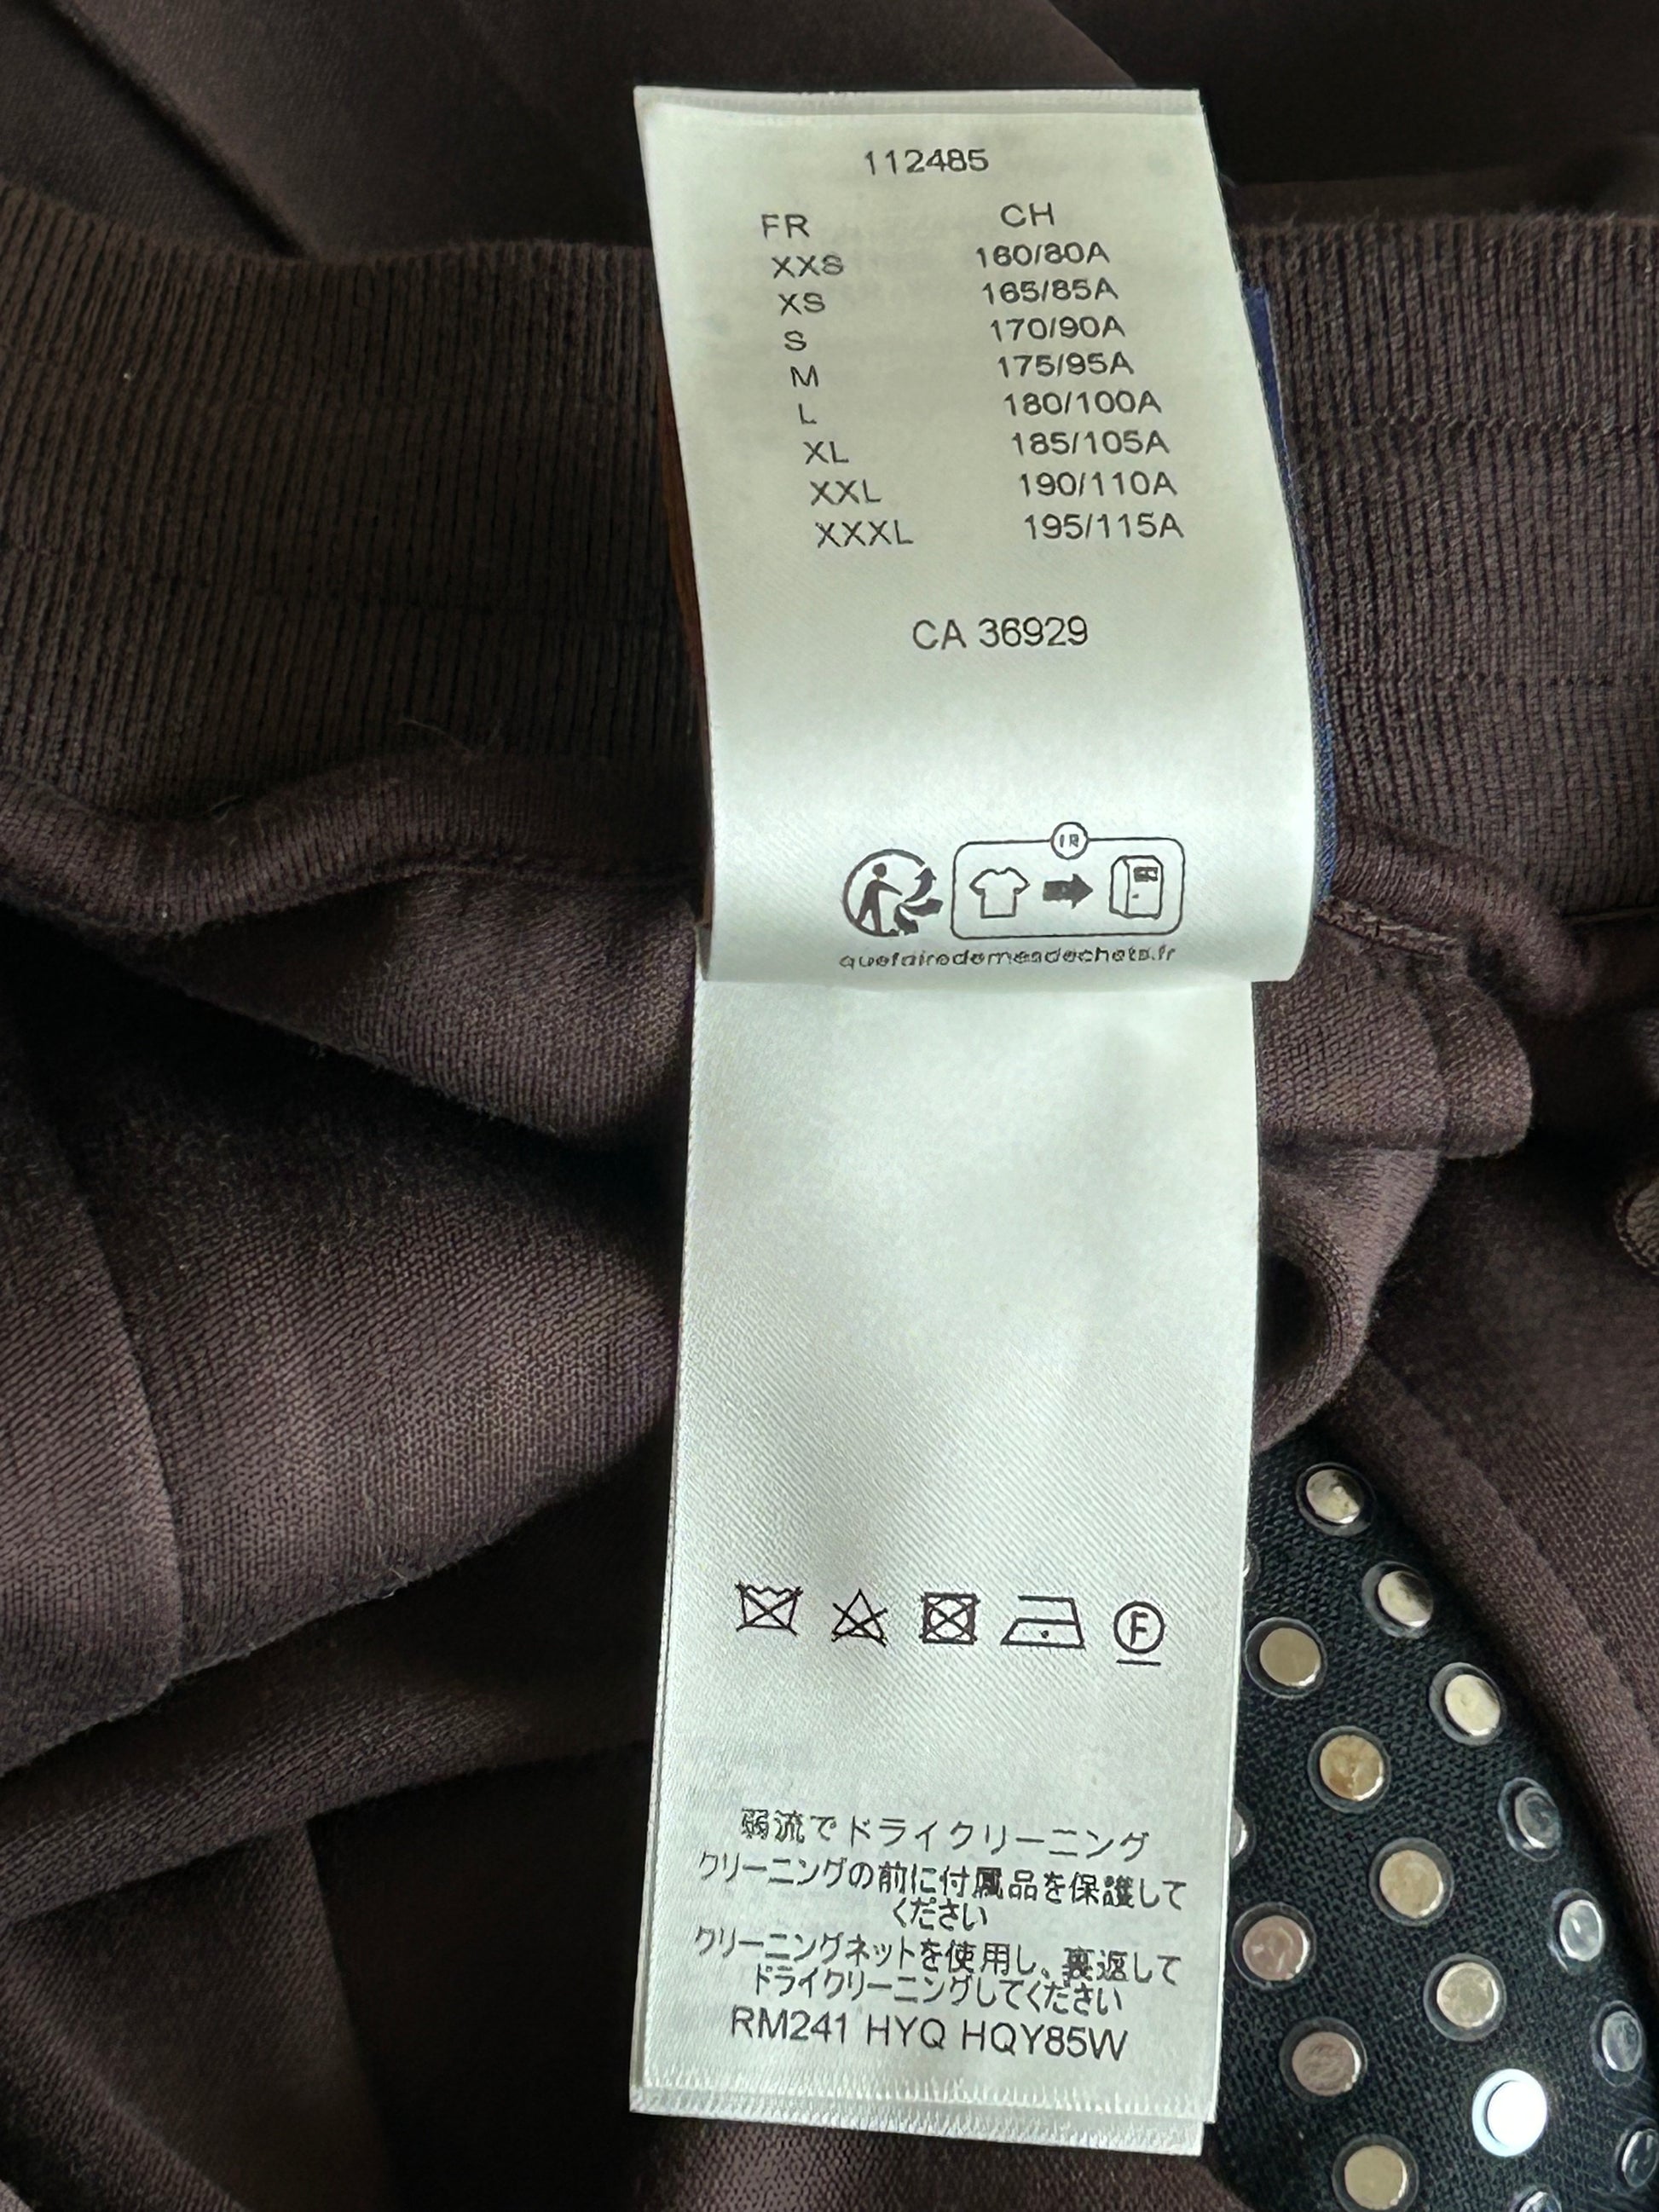 112485
FR CH
XXS 160/80A
XS 165/85A
S 170/90A
M 175/95A
L 180/100A
XL 185/105A
XXL 190/110A
XXXL 195/115A
CA 36929
FR
quefairedemesdechets.fr
F
弱流でドライクリーニング
クリーニングの前に付属品を保護して
ください
クリーニングネットを使用し、裏返して
ドライクリーニングしてください
RM241 HYQ HQY85W